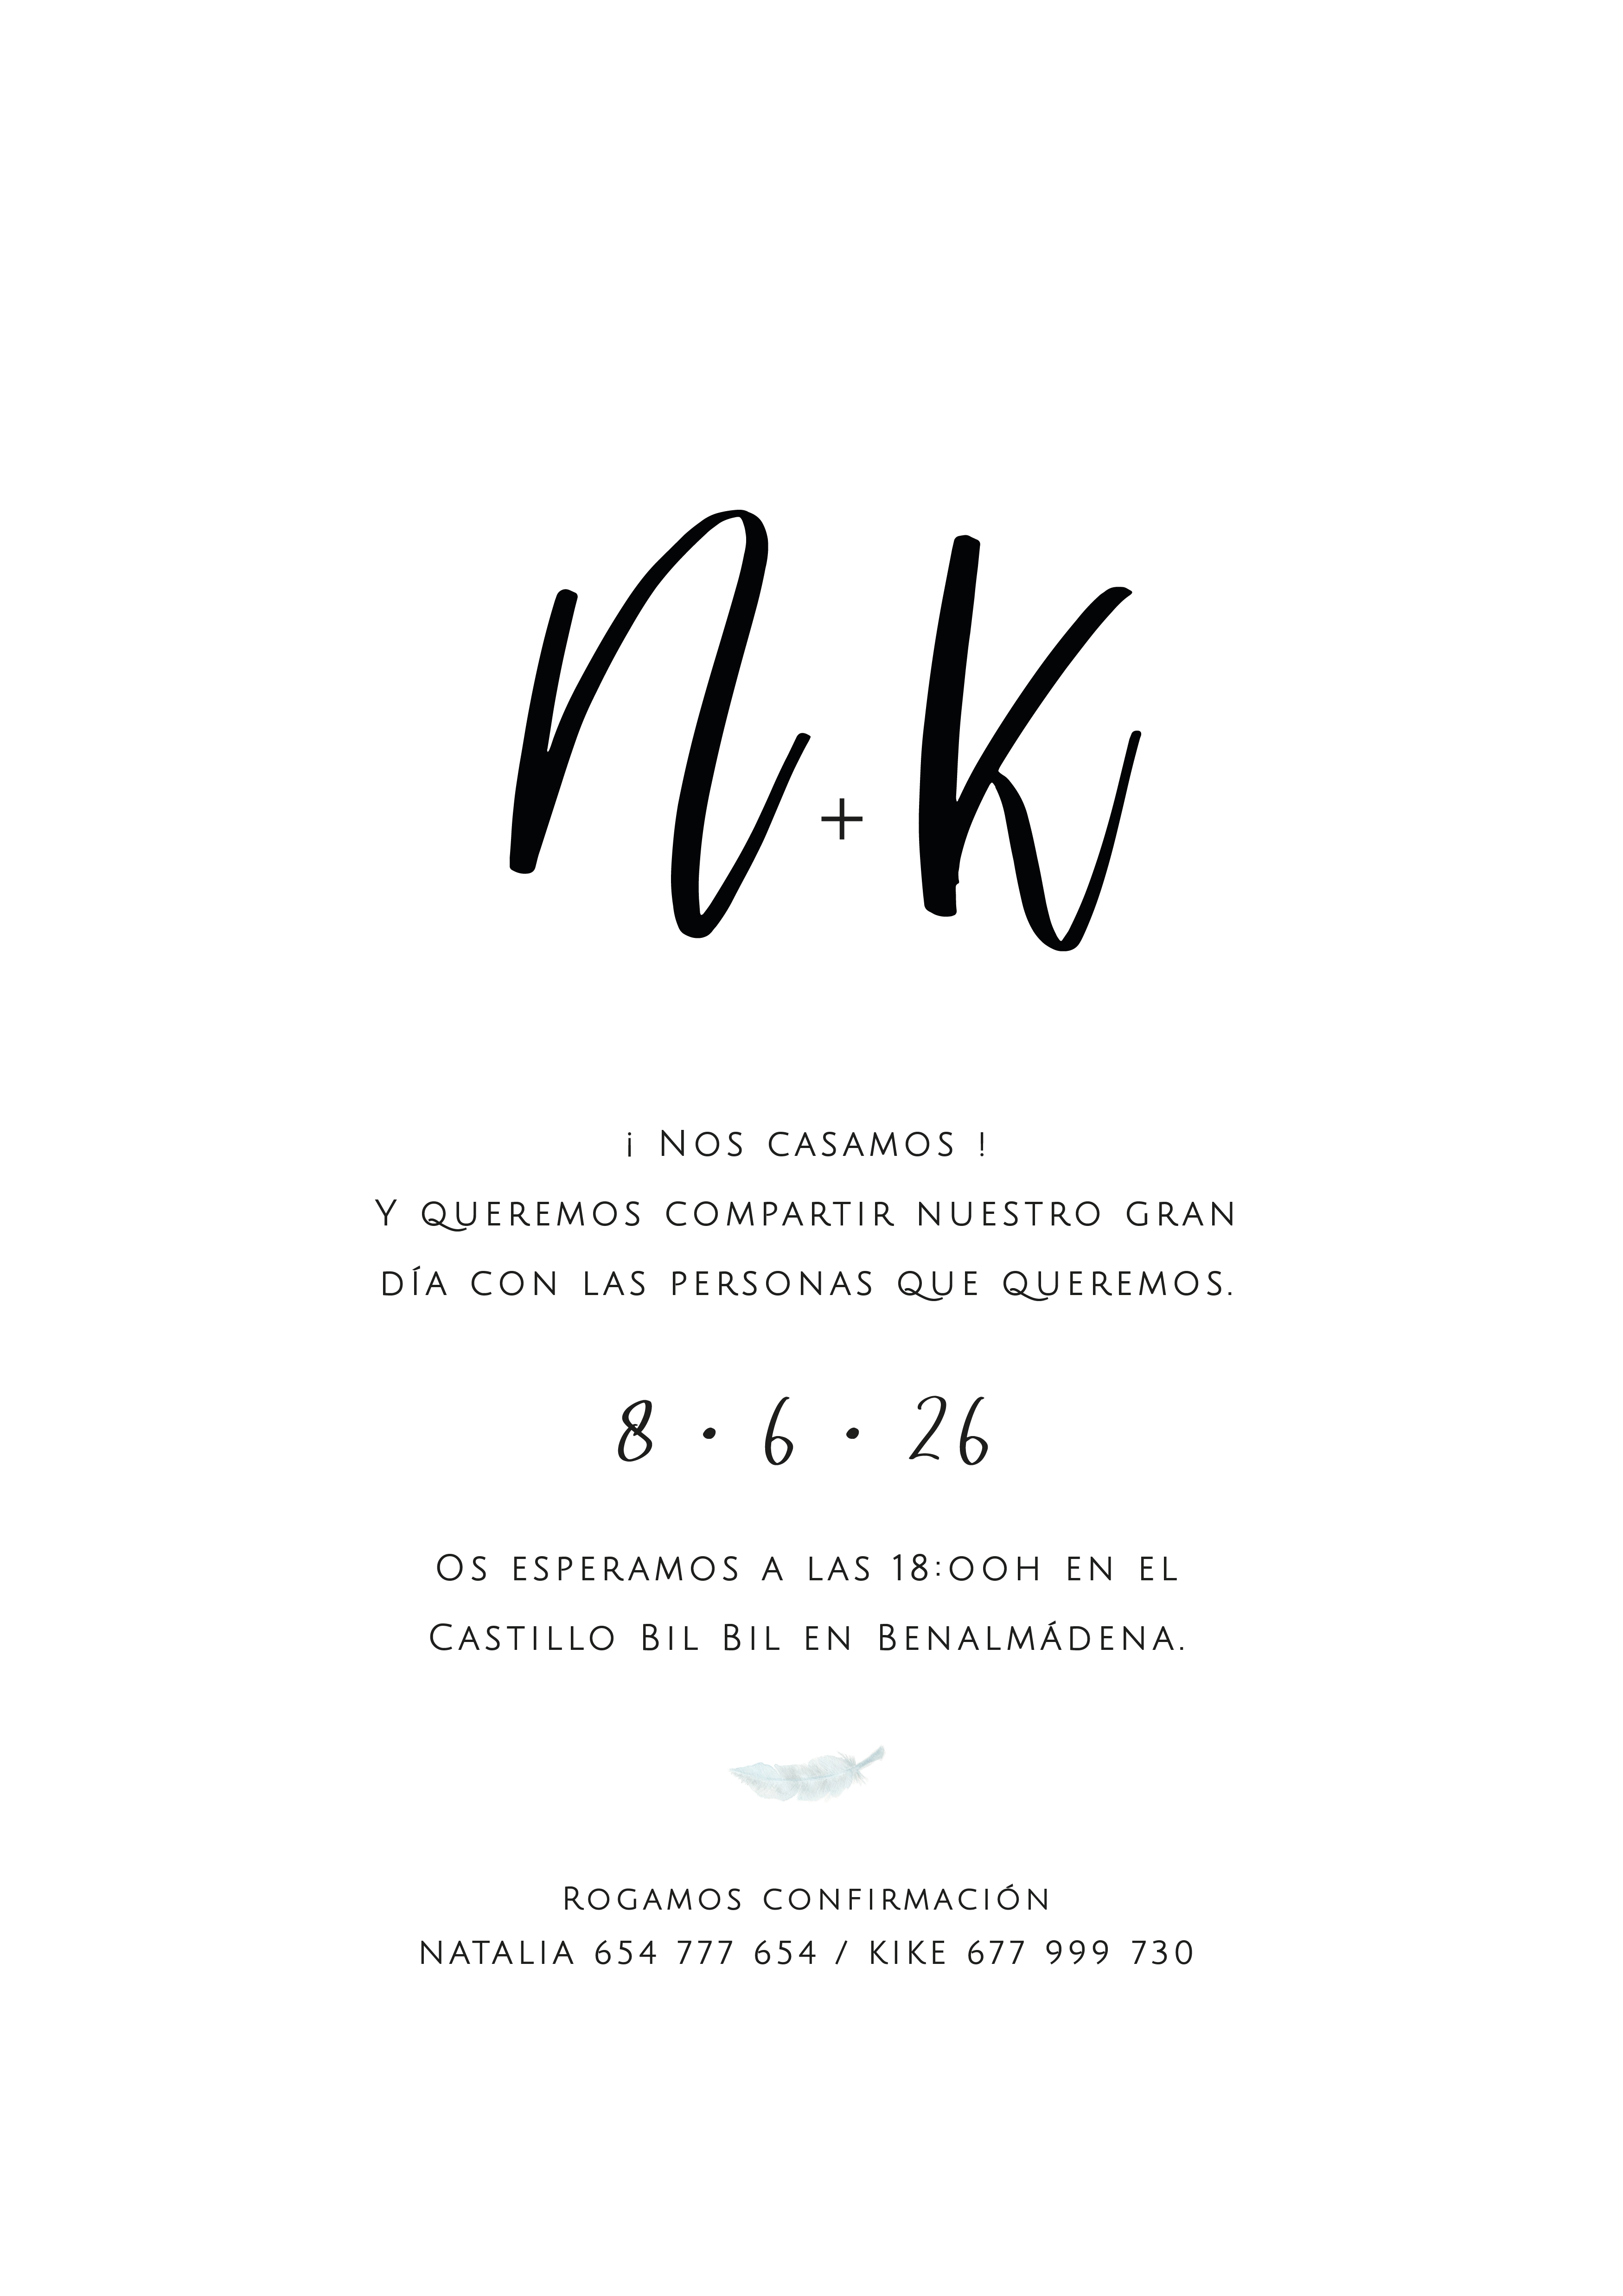 N + K
¡ Nos casamos !
Y queremos compartir nuestro gran
día con las personas que queremos.
8 · 6 · 26
Os esperamos a las 18:00h en el
Castillo Bil Bil en Benalmádena.
Rogamos confirmación
NATALIA 654 777 654 / KIKE 677 999 730